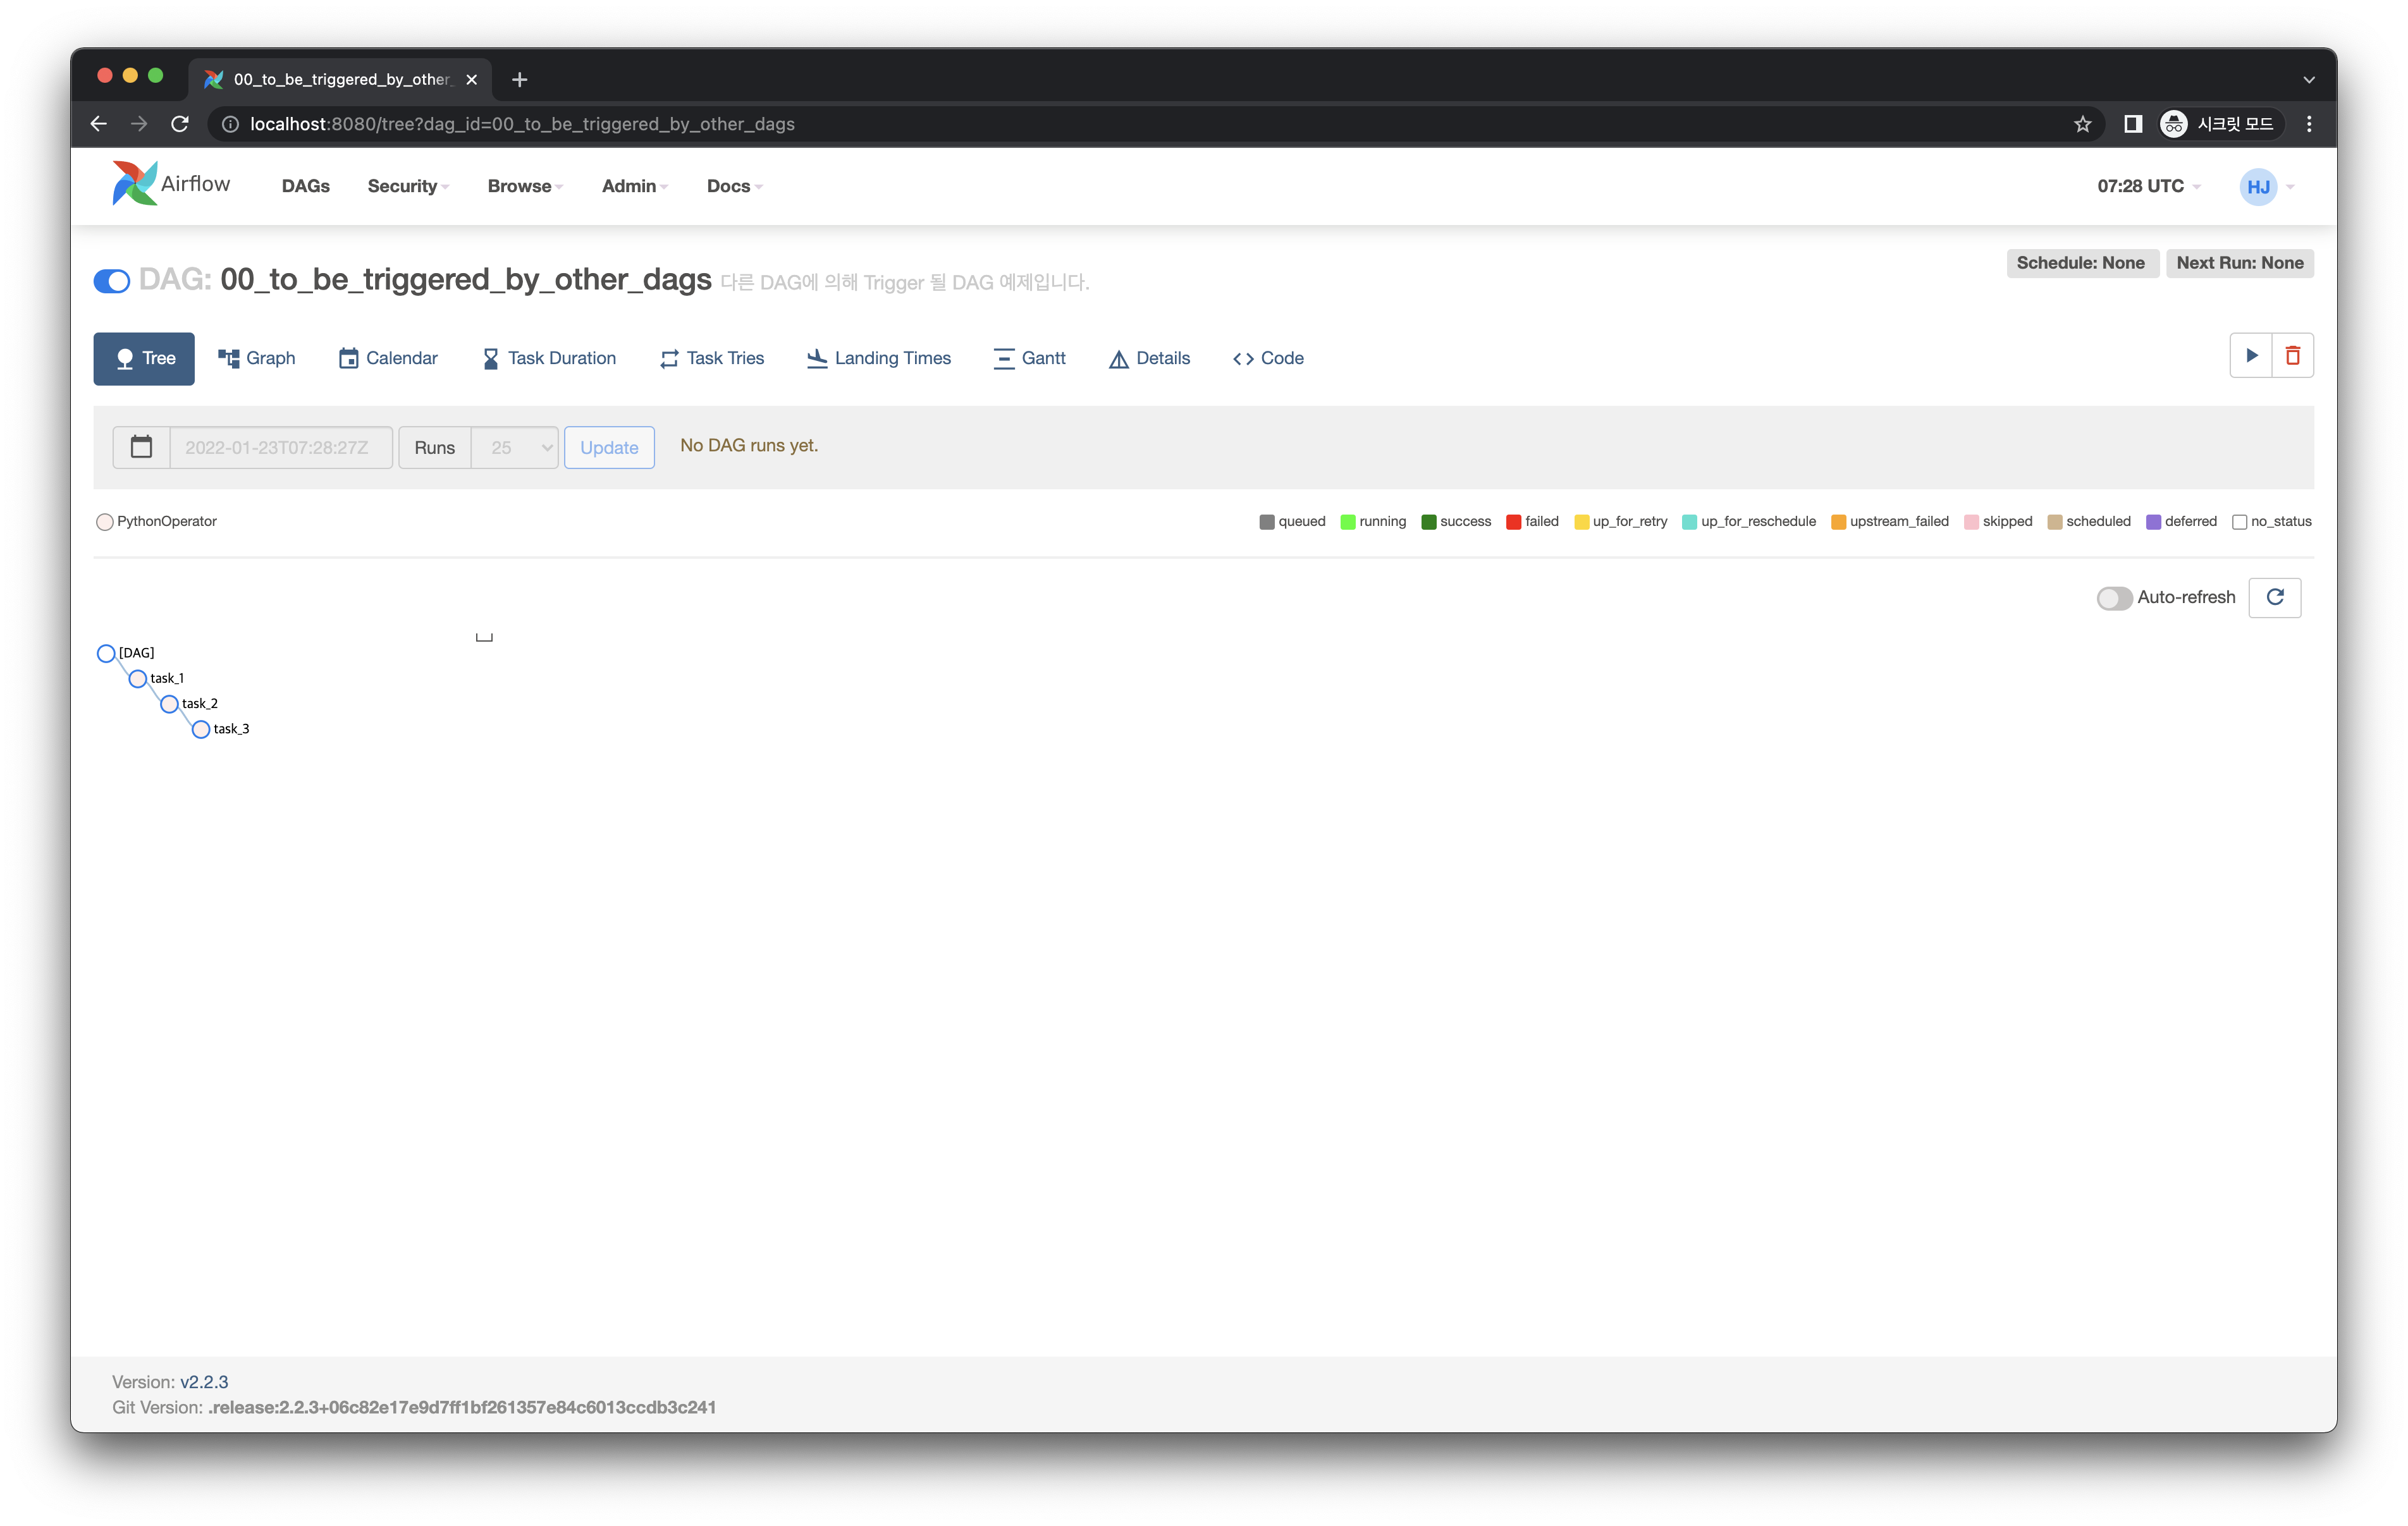 00_to_be_triggered_by_other_
localhost:8080/tree?dag_id=00_to_be_triggered_by_other_dags
시크릿 모드
Airflow DAGs Security Browse Admin Docs 07:28 UTC HJ
DAG: 00_to_be_triggered_by_other_dags 다른 DAG에 의해 Trigger 될 DAG 예제입니다.
Schedule: None Next Run: None
Tree Graph Calendar Task Duration Task Tries Landing Times Gantt Details Code
2022-01-23T07:28:27Z Runs 25 Update No DAG runs yet.
PythonOperator queued running success failed up_for_retry up_for_reschedule upstream_failed skipped scheduled deferred no_status
Auto-refresh
[DAG]
task_1
task_2
task_3
Version: v2.2.3
Git Version: .release:2.2.3+06c82e17e9d7ff1bf261357e84c6013ccdb3c241